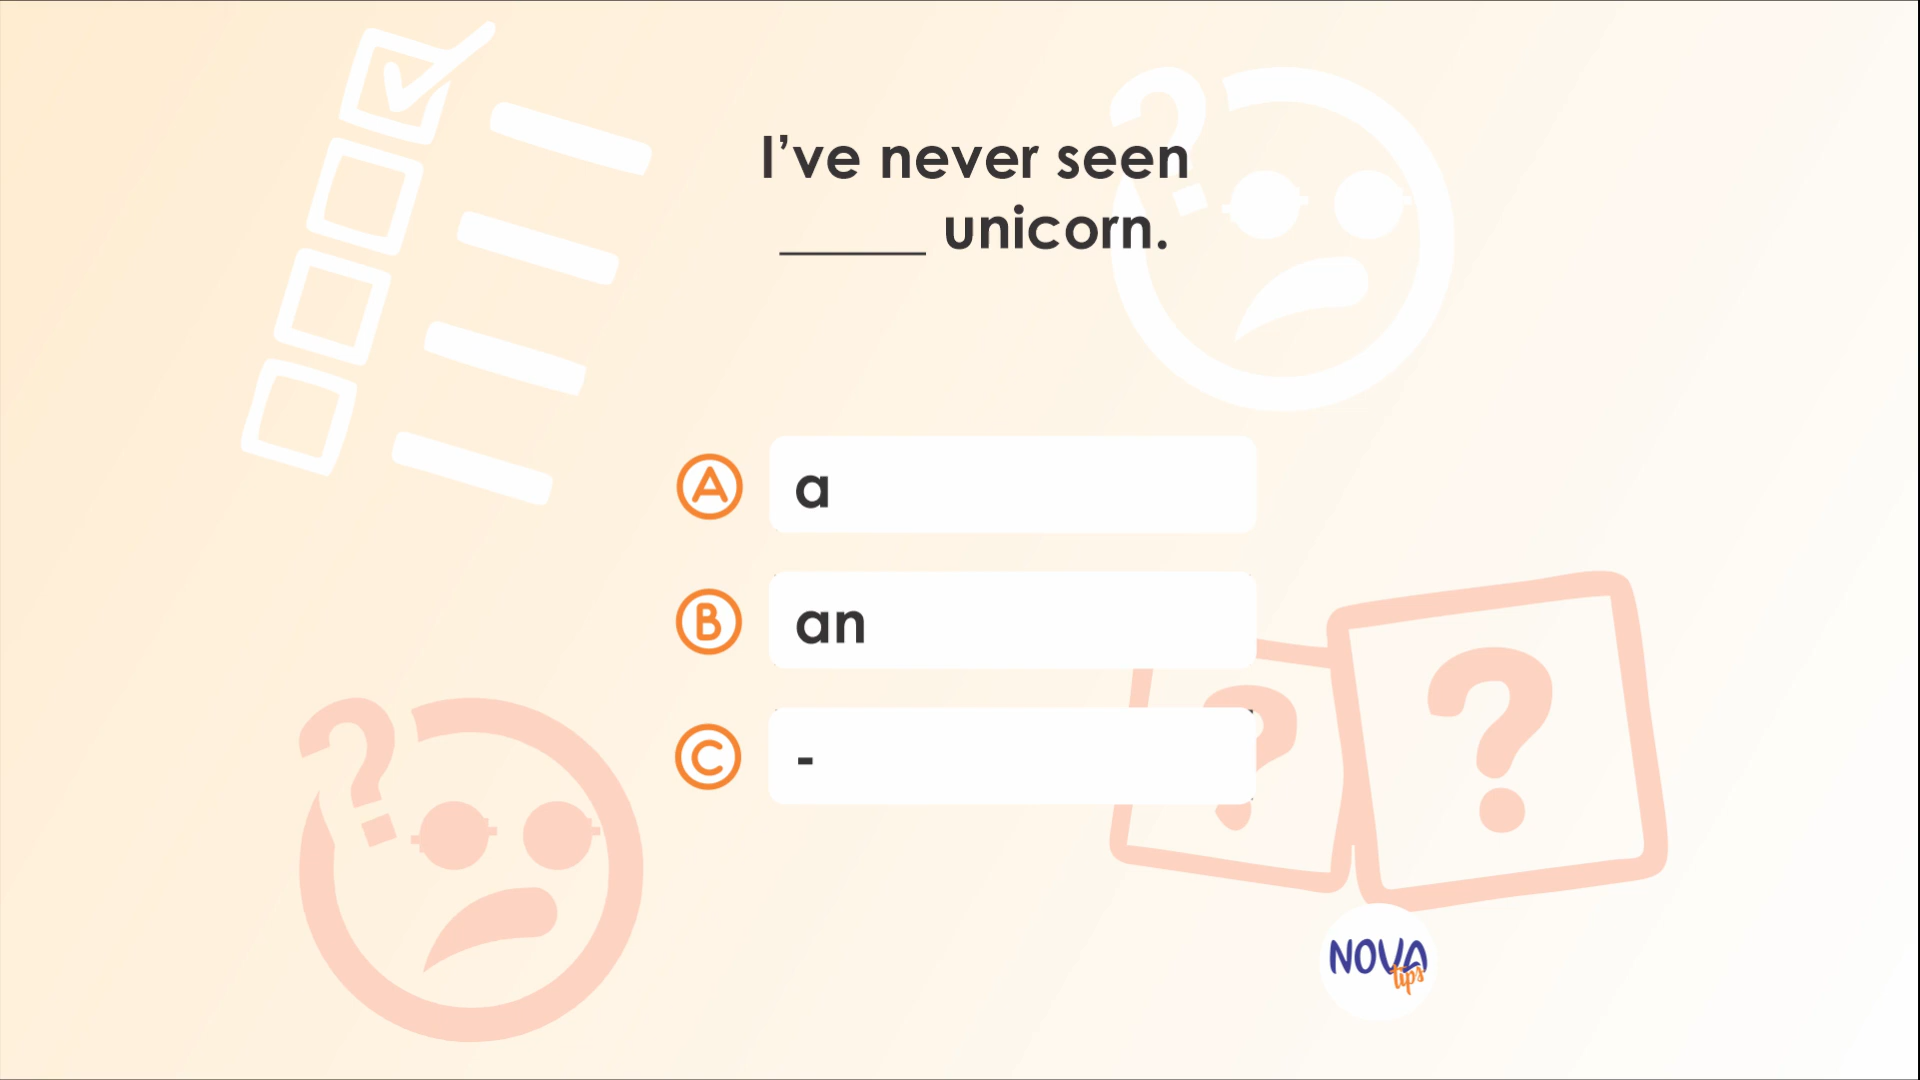 I’ve never seen
_____ unicorn.
A a
B an
C -
NOVA
tips